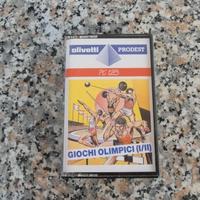 olivetti PRODEST
PC 128
GIOCHI OLIMPICI (I/II)